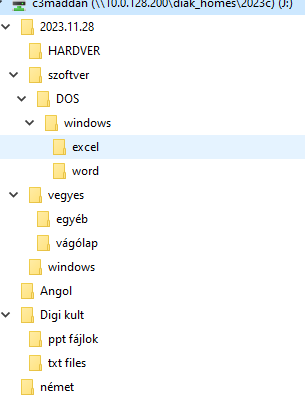 c3maddan (\\10.0.128.200\diak_homes\2023c) (J:)
2023.11.28
HARDVER
szoftver
DOS
windows
excel
word
vegyes
egyéb
vágólap
windows
Angol
Digi kult
ppt fájlok
txt files
német